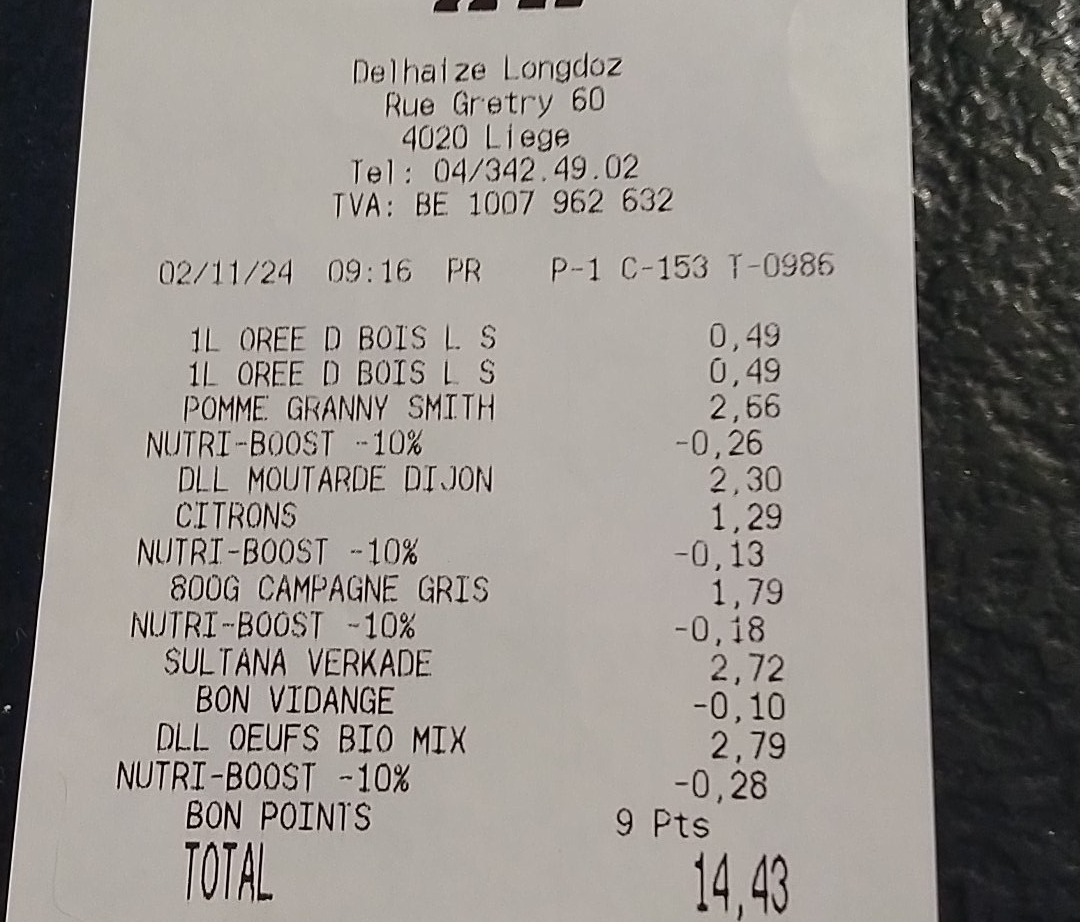 Delhaize Longdoz
Rue Gretry 60
4020 Liege
Tel: 04/342.49.02
TVA: BE 1007 962 632
02/11/24 09:16 PR P-1 C-153 T-0986
1L OREE D BOIS L S 0,49
1L OREE D BOIS L S 0,49
POMME GRANNY SMITH 2,66
NUTRI-BOOST -10% -0,26
DLL MOUTARDE DIJON 2,30
CITRONS 1,29
NUTRI-BOOST -10% -0,13
800G CAMPAGNE GRIS 1,79
NUTRI-BOOST -10% -0,18
SULTANA VERKADE 2,72
BON VIDANGE -0,10
DLL OEUFS BIO MIX 2,79
NUTRI-BOOST -10% -0,28
BON POINTS 9 Pts
TOTAL 14,43